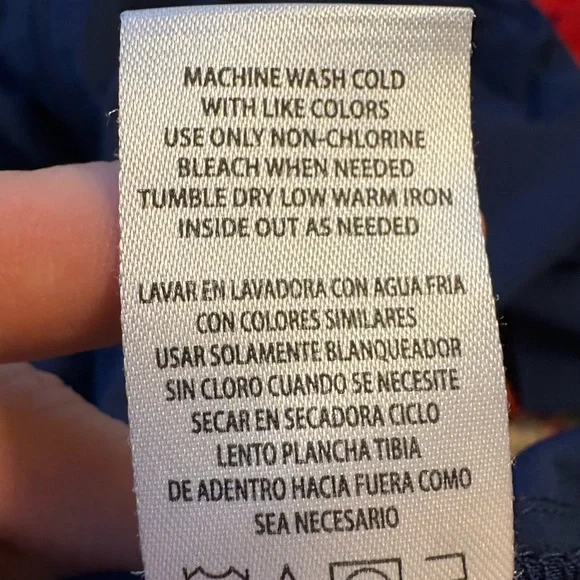 MACHINE WASH COLD
WITH LIKE COLORS
USE ONLY NON-CHLORINE
BLEACH WHEN NEEDED
TUMBLE DRY LOW WARM IRON
INSIDE OUT AS NEEDED
LAVAR EN LAVADORA CON AGUA FRIA
CON COLORES SIMILARES
USAR SOLAMENTE BLANQUEADOR
SIN CLORO CUANDO SE NECESITE
SECAR EN SECADORA CICLO
LENTO PLANCHA TIBIA
DE ADENTRO HACIA FUERA COMO
SEA NECESARIO